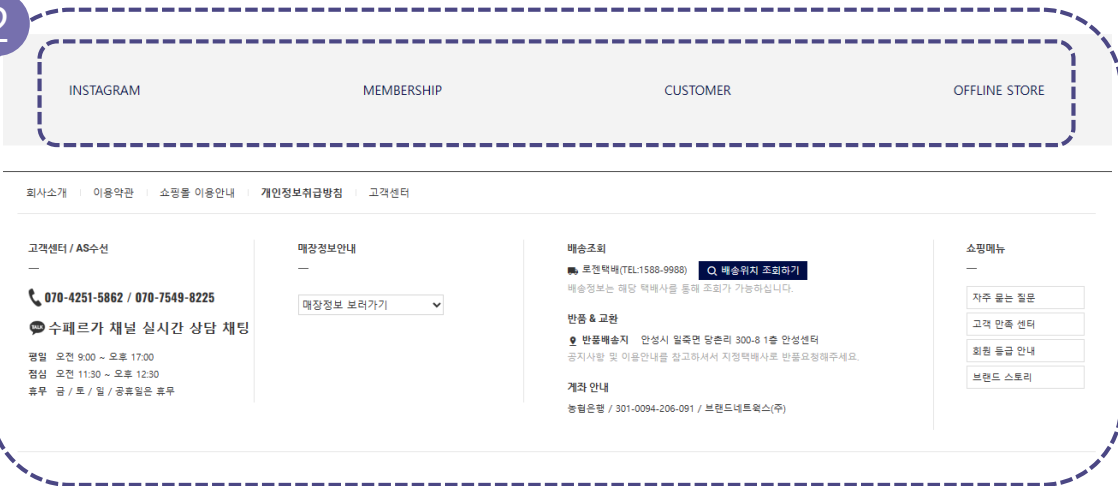 2
INSTAGRAM MEMBERSHIP CUSTOMER OFFLINE STORE
회사소개 이용약관 쇼핑몰 이용안내 개인정보취급방침 고객센터
고객센터 / AS수선
—
070-4251-5862 / 070-7549-8225
TALK 수페르가 채널 실시간 상담 채팅
평일 오전 9:00 ~ 오후 17:00
점심 오전 11:30 ~ 오후 12:30
휴무 금 / 토 / 일 / 공휴일은 휴무
매장정보안내
—
매장정보 보러가기
배송조회
로젠택배(TEL:1588-9988) 배송위치 조회하기
배송정보는 해당 택배사를 통해 조회가 가능하십니다.
반품 & 교환
반품배송지 안성시 일죽면 당촌리 300-8 1층 안성센터
공지사항 및 이용안내를 참고하셔서 지정택배사로 반품요청해주세요.
계좌 안내
농협은행 / 301-0094-206-091 / 브랜드네트웍스(주)
쇼핑메뉴
—
자주 묻는 질문
고객 만족 센터
회원 등급 안내
브랜드 스토리